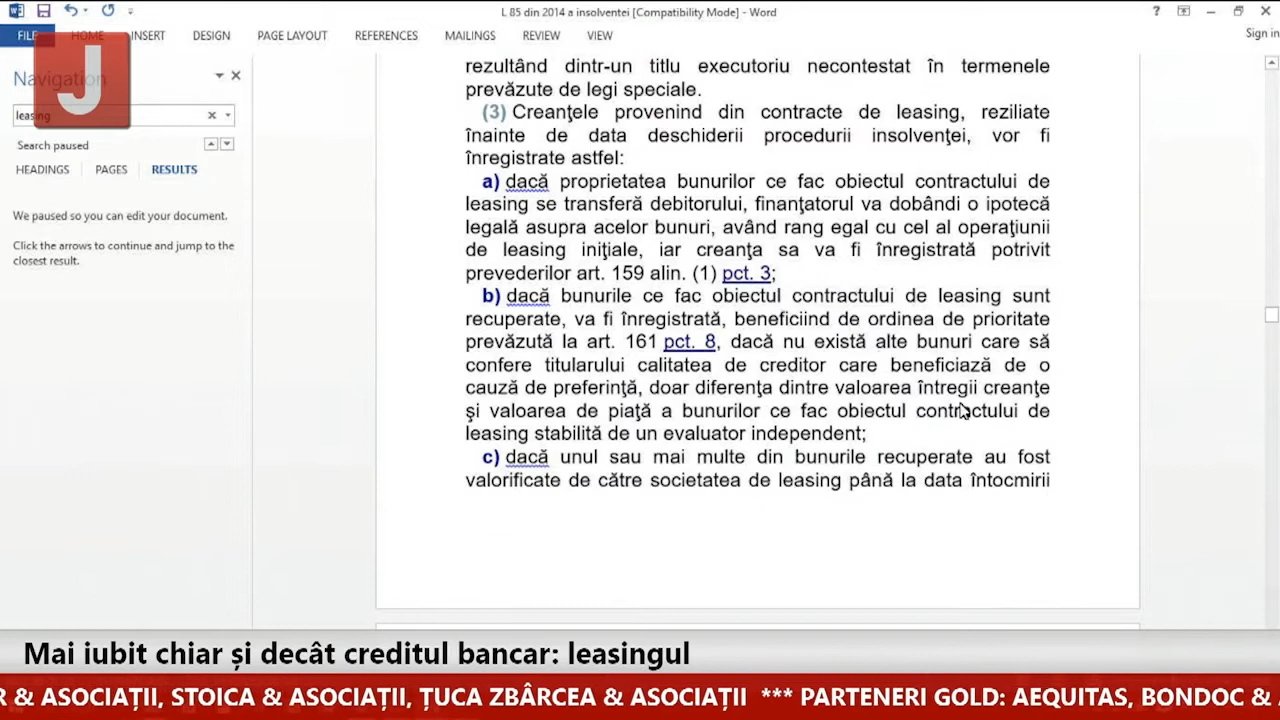 L 85 din 2014 a insolventei [Compatibility Mode] - Word
FILE HOME INSERT DESIGN PAGE LAYOUT REFERENCES MAILINGS REVIEW VIEW
Sign in
J
Navigation
leasing
Search paused
HEADINGS PAGES RESULTS
We paused so you can edit your document.
Click the arrows to continue and jump to the
closest result.
rezultând dintr-un titlu executoriu necontestat în termenele
prevăzute de legi speciale.
(3) Creanţele provenind din contracte de leasing, reziliate
înainte de data deschiderii procedurii insolvenţei, vor fi
înregistrate astfel:
a) dacă proprietatea bunurilor ce fac obiectul contractului de
leasing se transferă debitorului, finanţatorul va dobândi o ipotecă
legală asupra acelor bunuri, având rang egal cu cel al operaţiunii
de leasing iniţiale, iar creanţa sa va fi înregistrată potrivit
prevederilor art. 159 alin. (1) pct. 3;
b) dacă bunurile ce fac obiectul contractului de leasing sunt
recuperate, va fi înregistrată, beneficiind de ordinea de prioritate
prevăzută la art. 161 pct. 8, dacă nu există alte bunuri care să
confere titularului calitatea de creditor care beneficiază de o
cauză de preferinţă, doar diferenţa dintre valoarea întregii creanţe
şi valoarea de piaţă a bunurilor ce fac obiectul contractului de
leasing stabilită de un evaluator independent;
c) dacă unul sau mai multe din bunurile recuperate au fost
valorificate de către societatea de leasing până la data întocmirii
Mai iubit chiar și decât creditul bancar: leasingul
R & ASOCIAȚII, STOICA & ASOCIAȚII, ȚUCA ZBÂRCEA & ASOCIAȚII *** PARTENERI GOLD: AEQUITAS, BONDOC &